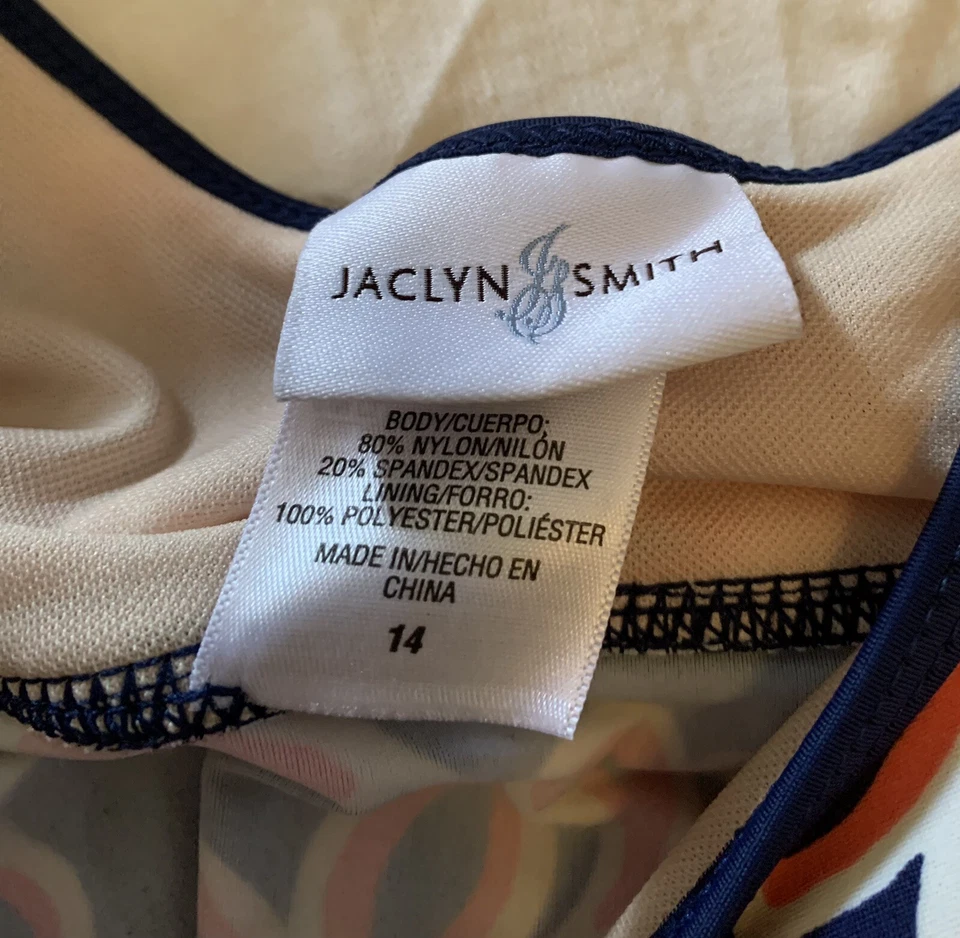 JACLYN SMITH
BODY/CUERPO:
80% NYLON/NILÓN
20% SPANDEX/SPANDEX
LINING/FORRO:
100% POLYESTER/POLIÉSTER
MADE IN/HECHO EN
CHINA
14